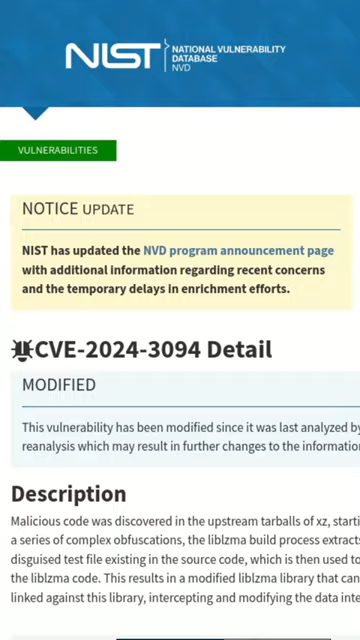 NIST NATIONAL VULNERABILITY
DATABASE
NVD
VULNERABILITIES
NOTICE UPDATE
NIST has updated the NVD program announcement page
with additional information regarding recent concerns
and the temporary delays in enrichment efforts.
CVE-2024-3094 Detail
MODIFIED
This vulnerability has been modified since it was last analyzed by
reanalysis which may result in further changes to the informatio
Description
Malicious code was discovered in the upstream tarballs of xz, starti
a series of complex obfuscations, the liblzma build process extracts
disguised test file existing in the source code, which is then used to
the liblzma code. This results in a modified liblzma library that can
linked against this library, intercepting and modifying the data inte